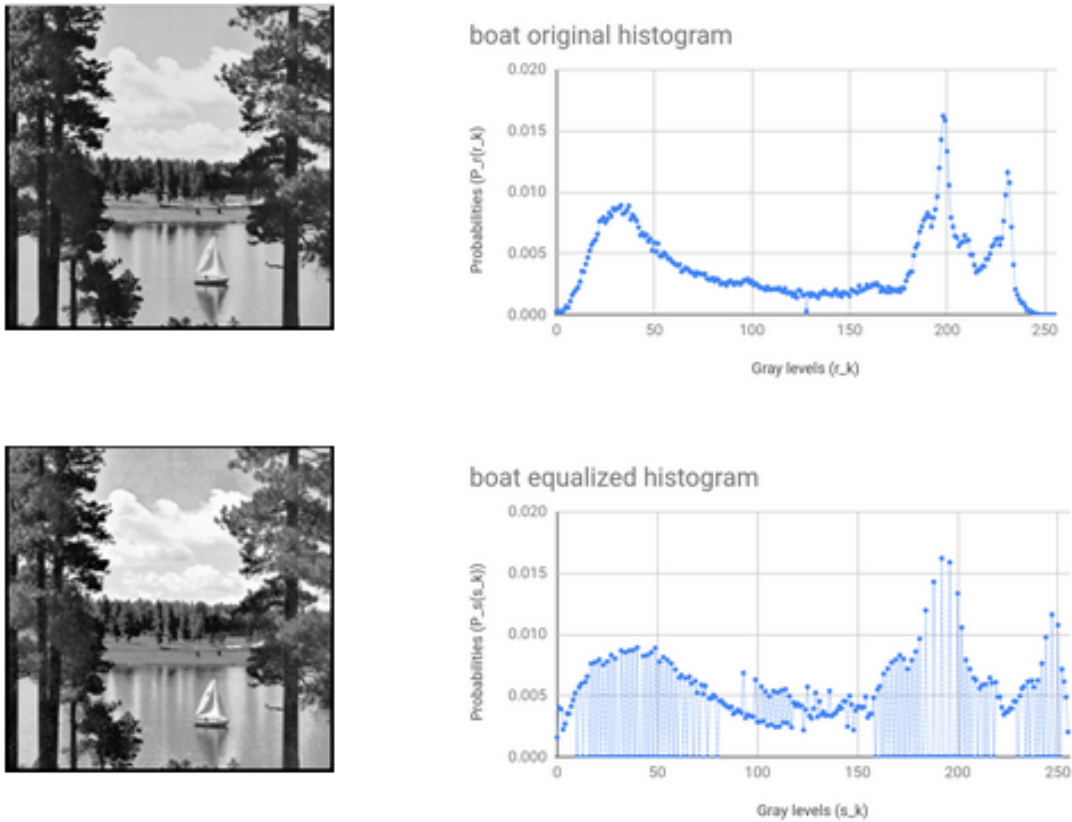 boat original histogram
0.020
0.015
0.010
0.005
0.000
Probabilities (P_r(r_k)
0 50 100 150 200 250
Gray levels (r_k)
boat equalized histogram
0.020
0.015
0.010
0.005
0.000
Probabilities (P_s(s_k))
0 50 100 150 200 250
Gray levels (s_k)